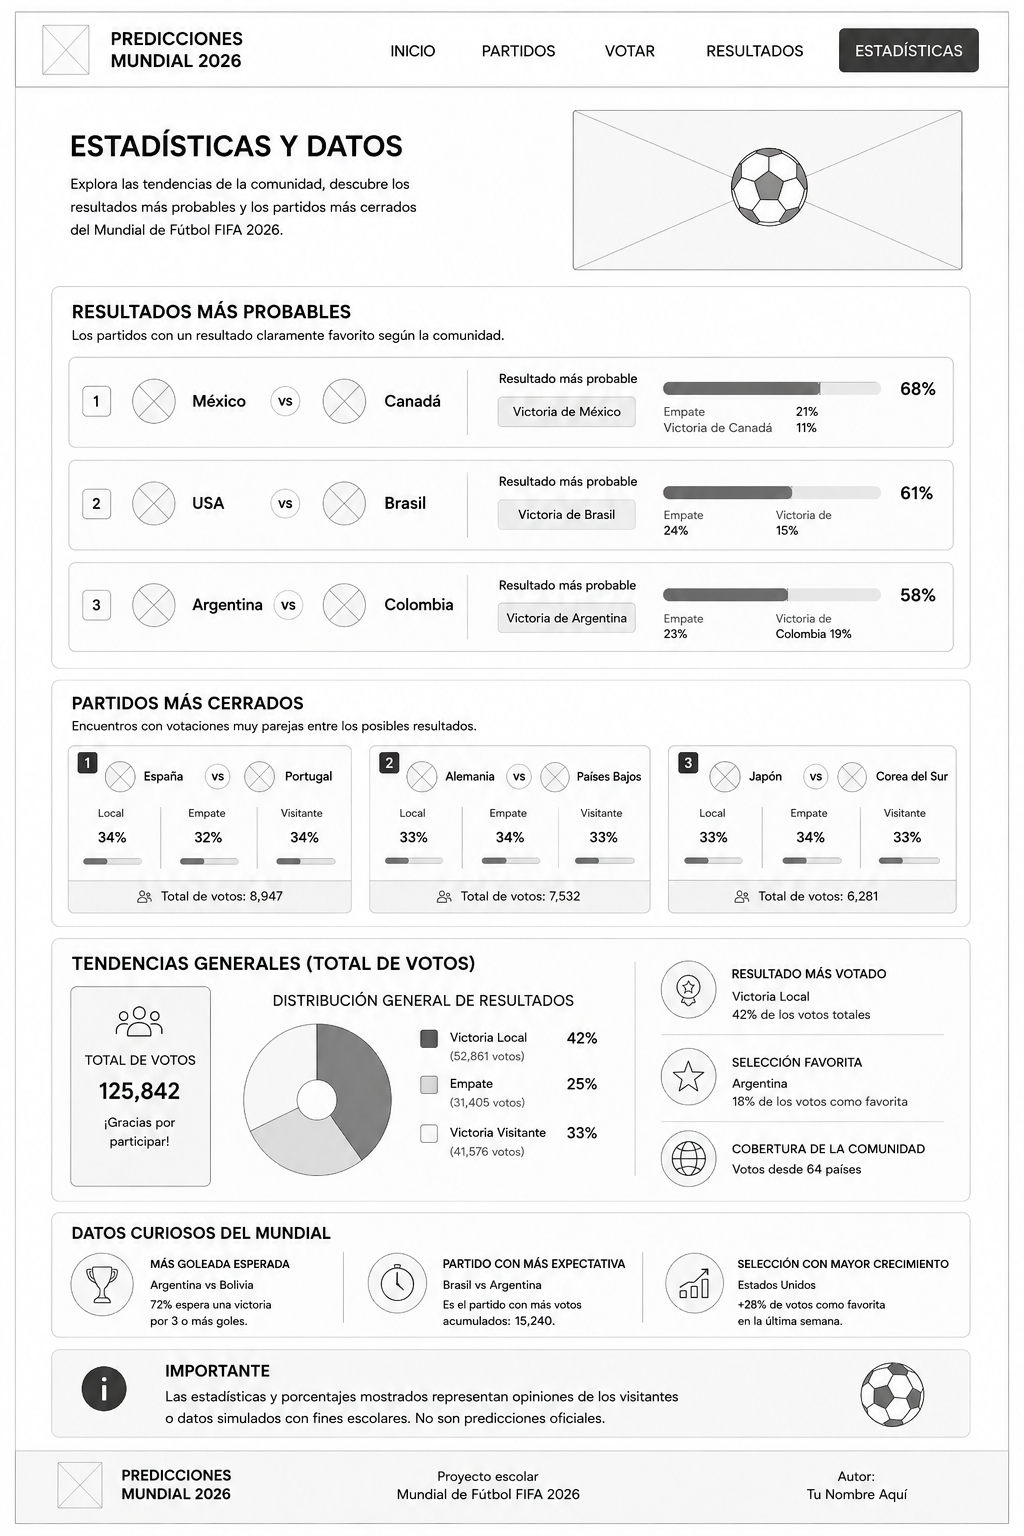 PREDICCIONES
MUNDIAL 2026
INICIO
PARTIDOS
VOTAR
RESULTADOS
ESTADÍSTICAS
ESTADÍSTICAS Y DATOS
Explora las tendencias de la comunidad, descubre los
resultados más probables y los partidos más cerrados
del Mundial de Fútbol FIFA 2026.
RESULTADOS MÁS PROBABLES
Los partidos con un resultado claramente favorito según la comunidad.
1
México
vs
Canadá
Resultado más probable
Victoria de México
68%
Empate 21%
Victoria de Canadá 11%
2
USA
vs
Brasil
Resultado más probable
Victoria de Brasil
61%
Empate
24%
Victoria de
15%
3
Argentina
vs
Colombia
Resultado más probable
Victoria de Argentina
58%
Empate
23%
Victoria de
Colombia 19%
PARTIDOS MÁS CERRADOS
Encuentros con votaciones muy parejas entre los posibles resultados.
1
España
vs
Portugal
Local
34%
Empate
32%
Visitante
34%
Total de votos: 8,947
2
Alemania
vs
Países Bajos
Local
33%
Empate
34%
Visitante
33%
Total de votos: 7,532
3
Japón
vs
Corea del Sur
Local
33%
Empate
34%
Visitante
33%
Total de votos: 6,281
TENDENCIAS GENERALES (TOTAL DE VOTOS)
TOTAL DE VOTOS
125,842
¡Gracias por
participar!
DISTRIBUCIÓN GENERAL DE RESULTADOS
Victoria Local 42%
(52,861 votos)
Empate 25%
(31,405 votos)
Victoria Visitante 33%
(41,576 votos)
RESULTADO MÁS VOTADO
Victoria Local
42% de los votos totales
SELECCIÓN FAVORITA
Argentina
18% de los votos como favorita
COBERTURA DE LA COMUNIDAD
Votos desde 64 países
DATOS CURIOSOS DEL MUNDIAL
MÁS GOLEADA ESPERADA
Argentina vs Bolivia
72% espera una victoria
por 3 o más goles.
PARTIDO CON MÁS EXPECTATIVA
Brasil vs Argentina
Es el partido con más votos
acumulados: 15,240.
SELECCIÓN CON MAYOR CRECIMIENTO
Estados Unidos
+28% de votos como favorita
en la última semana.
i
IMPORTANTE
Las estadísticas y porcentajes mostrados representan opiniones de los visitantes
o datos simulados con fines escolares. No son predicciones oficiales.
PREDICCIONES
MUNDIAL 2026
Proyecto escolar
Mundial de Fútbol FIFA 2026
Autor:
Tu Nombre Aquí